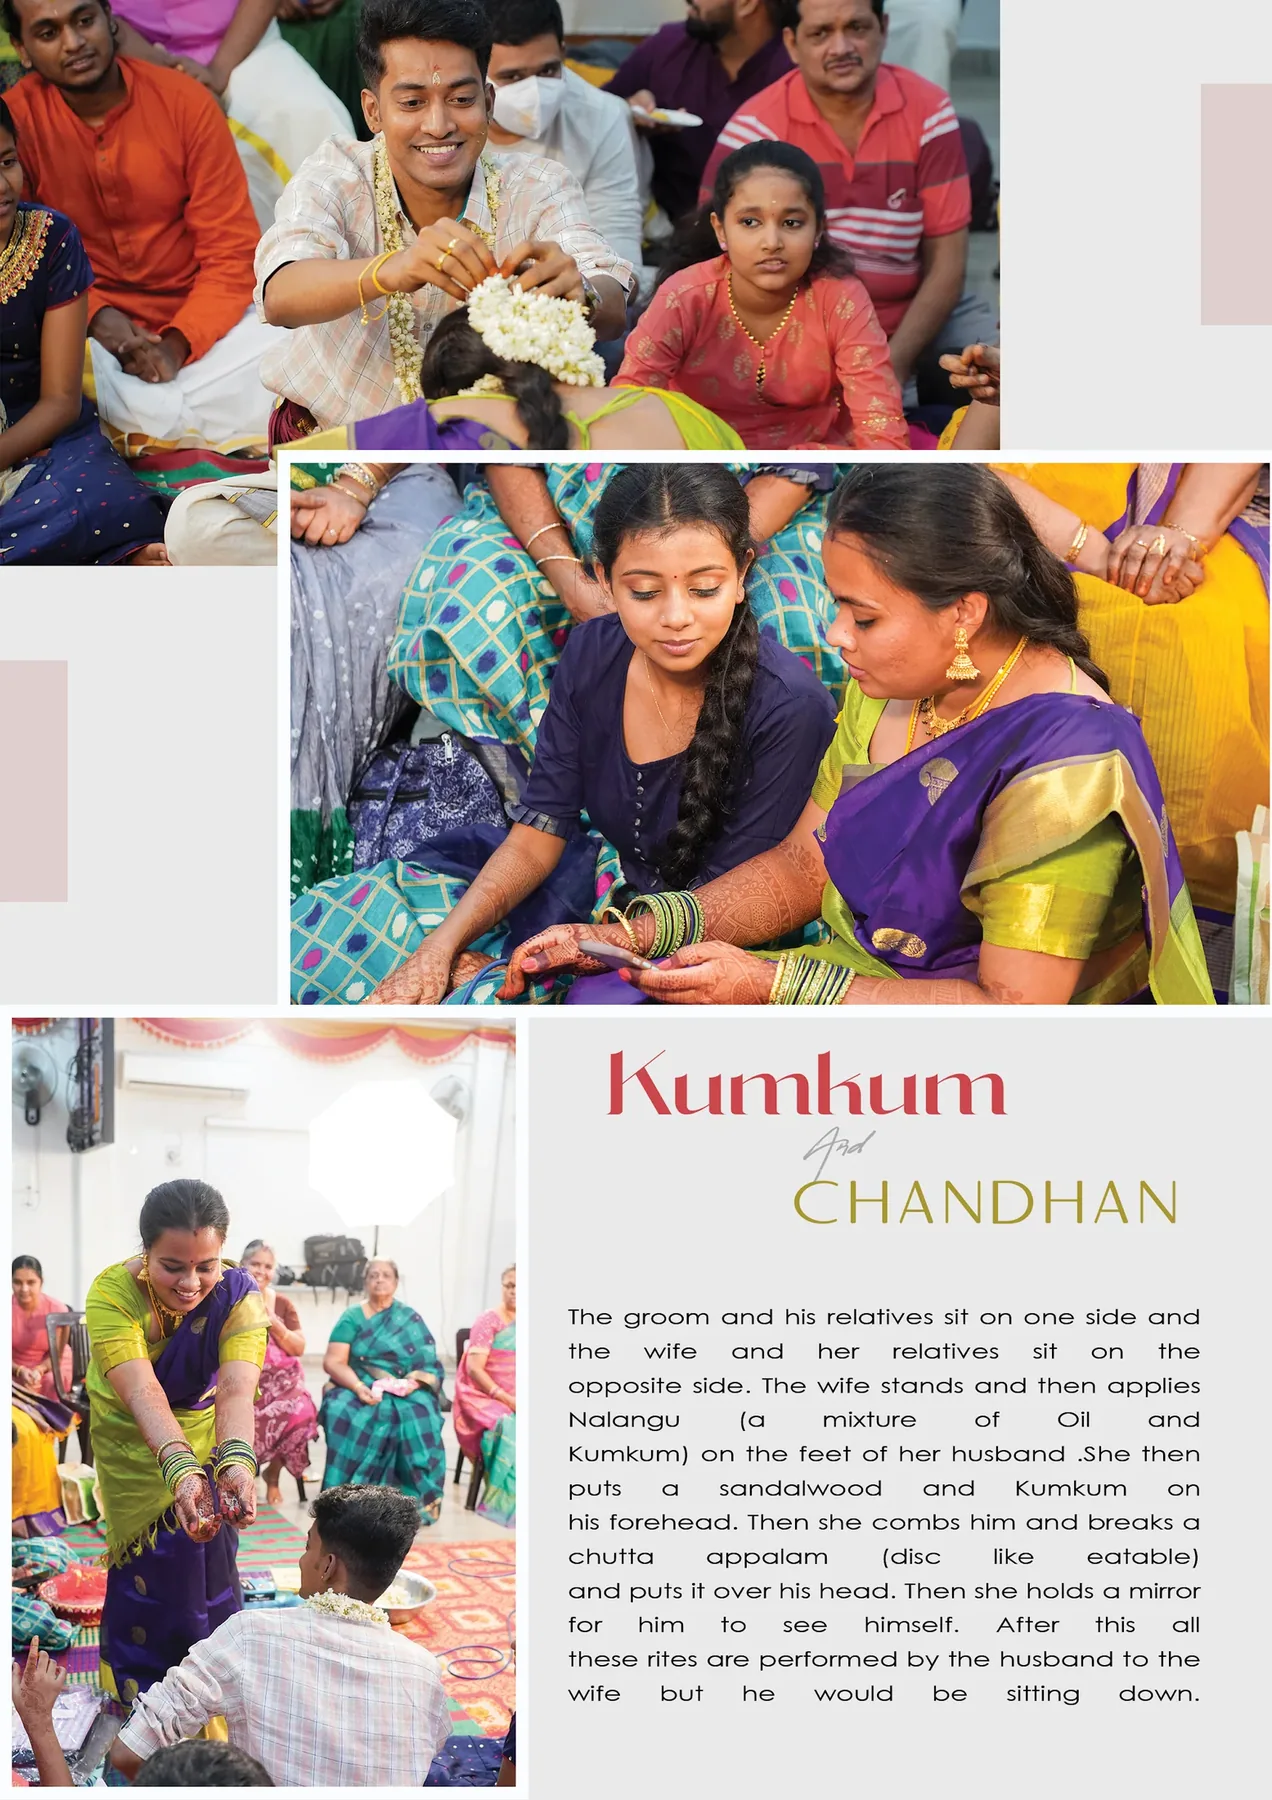 Kumkum
And
CHANDHAN
The groom and his relatives sit on one side and
the wife and her relatives sit on the
opposite side. The wife stands and then applies
Nalangu (a mixture of Oil and
Kumkum) on the feet of her husband .She then
puts a sandalwood and Kumkum on
his forehead. Then she combs him and breaks a
chutta appalam (disc like eatable)
and puts it over his head. Then she holds a mirror
for him to see himself. After this all
these rites are performed by the husband to the
wife but he would be sitting down.